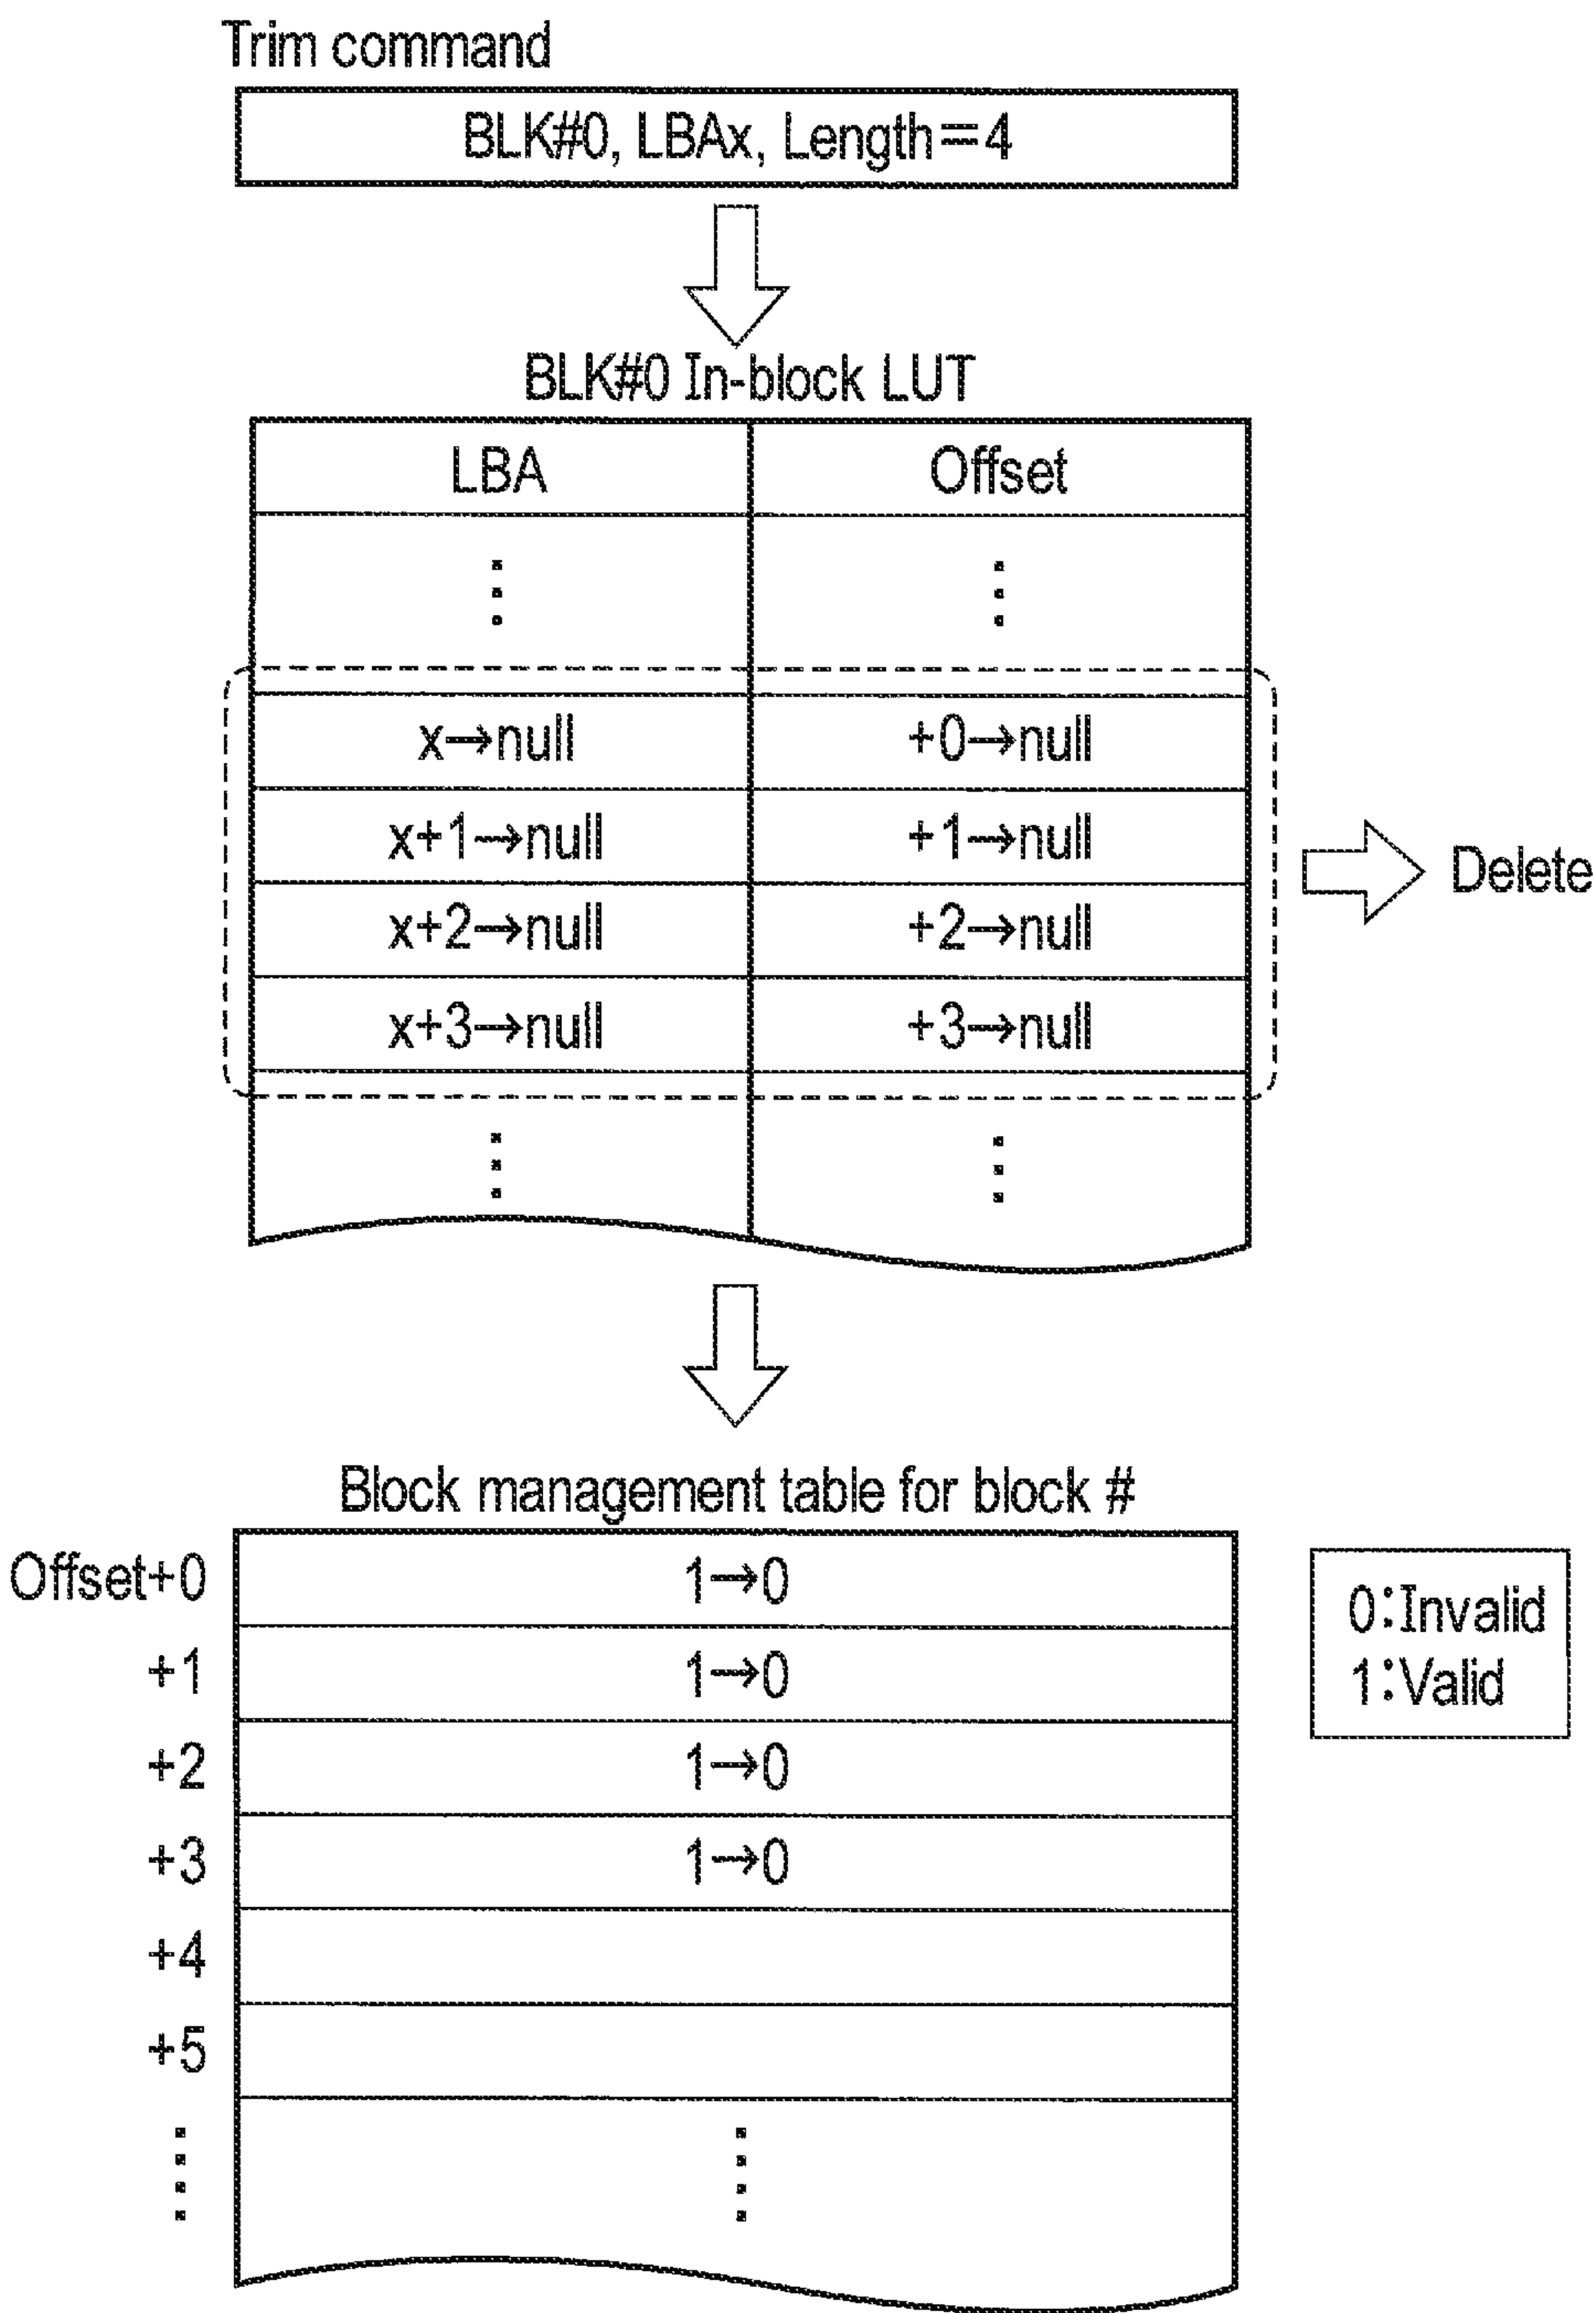 Trim command
BLK#0, LBAx, Length=4
BLK#0 In-block LUT
LBA Offset
x→null +0→null
x+1→null +1→null
x+2→null +2→null
x+3→null +3→null
Delete
Block management table for block #
Offset+0 1→0
+1 1→0
+2 1→0
+3 1→0
+4
+5
0:Invalid
1:Valid